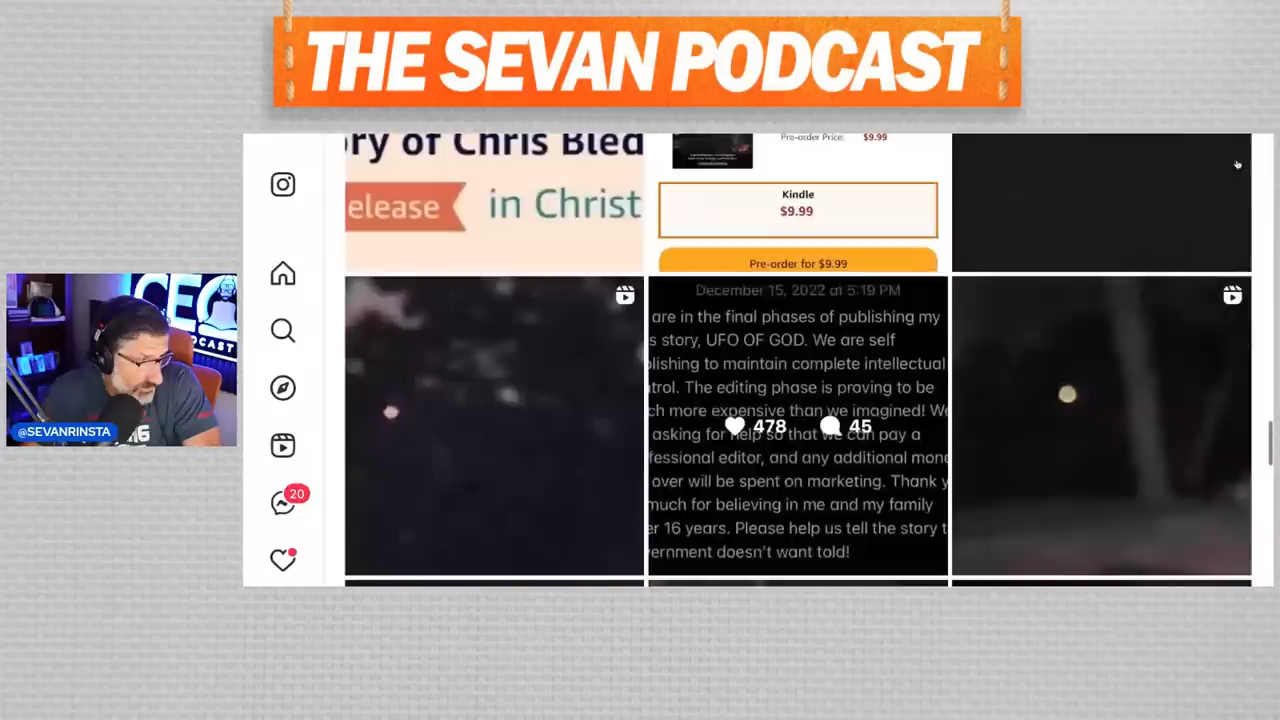 THE SEVAN PODCAST
ry of Chris Bled
elease
in Christ
Pre-order Price: $9.99
Kindle
$9.99
Pre-order for $9.99
December 15, 2022 at 5:19 PM
are in the final phases of publishing my
s story, UFO OF GOD. We are self
lishing to maintain complete intellectual
trol. The editing phase is proving to be
ch more expensive than we imagined! We
asking for help so that we can pay a
478
45
fessional editor, and any additional mone
over will be spent on marketing. Thank y
much for believing in me and my family
er 16 years. Please help us tell the story t
ernment doesn't want told!
20
CEO
PODCAST
@SEVANRINSTA